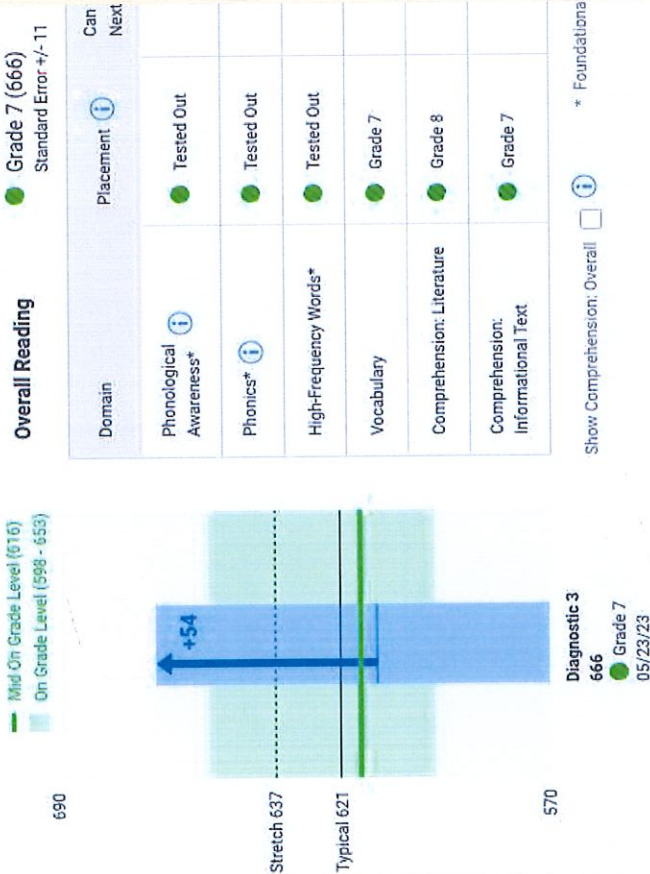 Overall Reading
Grade 7 (666)
Standard Error +/- 11
Mid On Grade Level (616)
On Grade Level (598 - 653)
690
Stretch 637
Typical 621
570
+54
Diagnostic 3
666
Grade 7
05/23/23
Domain
Placement
Can
Next
Phonological
Awareness*
Tested Out
Phonics*
Tested Out
High-Frequency Words*
Tested Out
Vocabulary
Grade 7
Comprehension: Literature
Grade 8
Comprehension:
Informational Text
Grade 7
Show Comprehension: Overall
* Foundationa